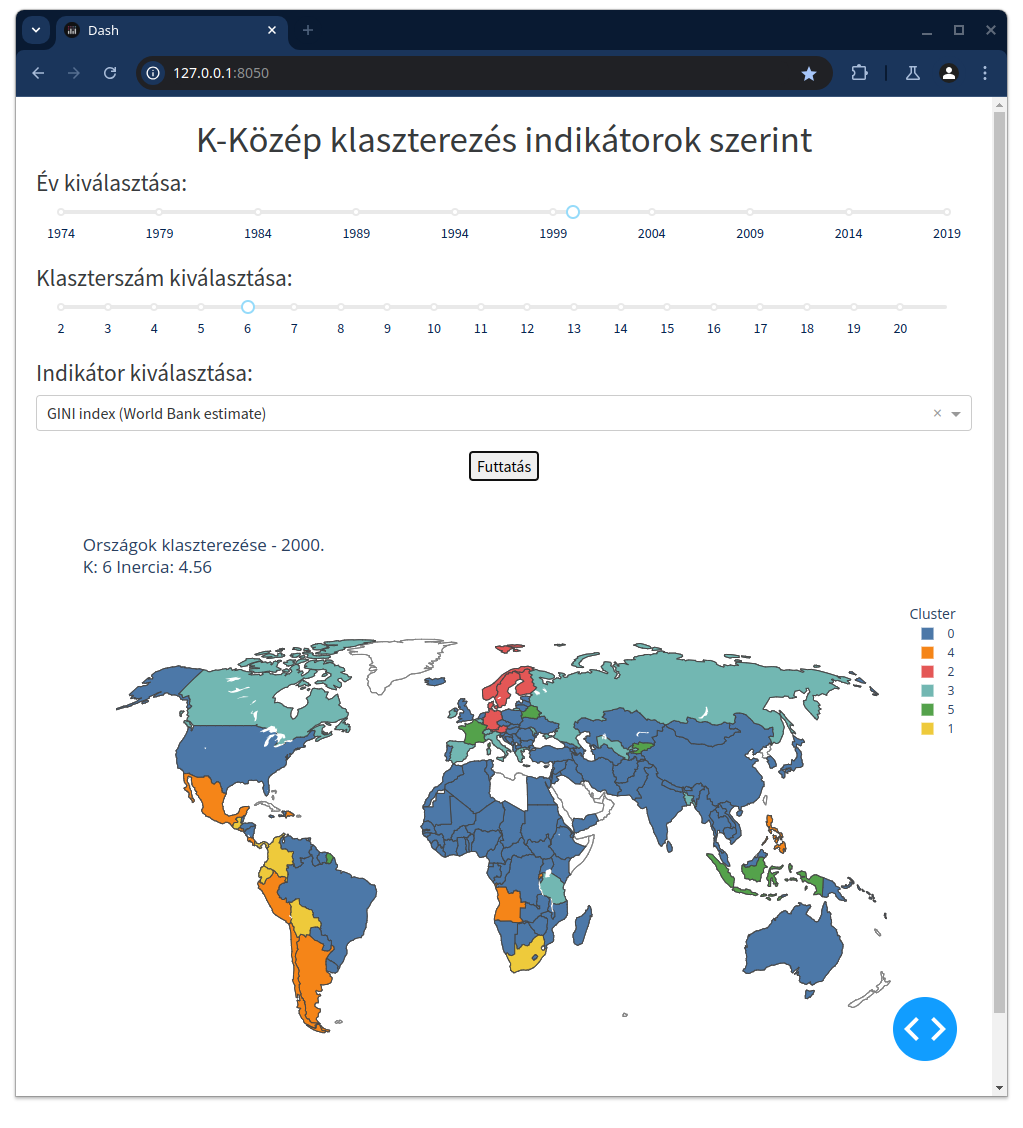 Dash
127.0.0.1:8050
K-Közép klaszterezés indikátorok szerint
Év kiválasztása:
1974 1979 1984 1989 1994 1999 2004 2009 2014 2019
Klaszterszám kiválasztása:
2 3 4 5 6 7 8 9 10 11 12 13 14 15 16 17 18 19 20
Indikátor kiválasztása:
GINI index (World Bank estimate)
Futtatás
Országok klaszterezése - 2000.
K: 6 Inercia: 4.56
Cluster
0
4
2
3
5
1